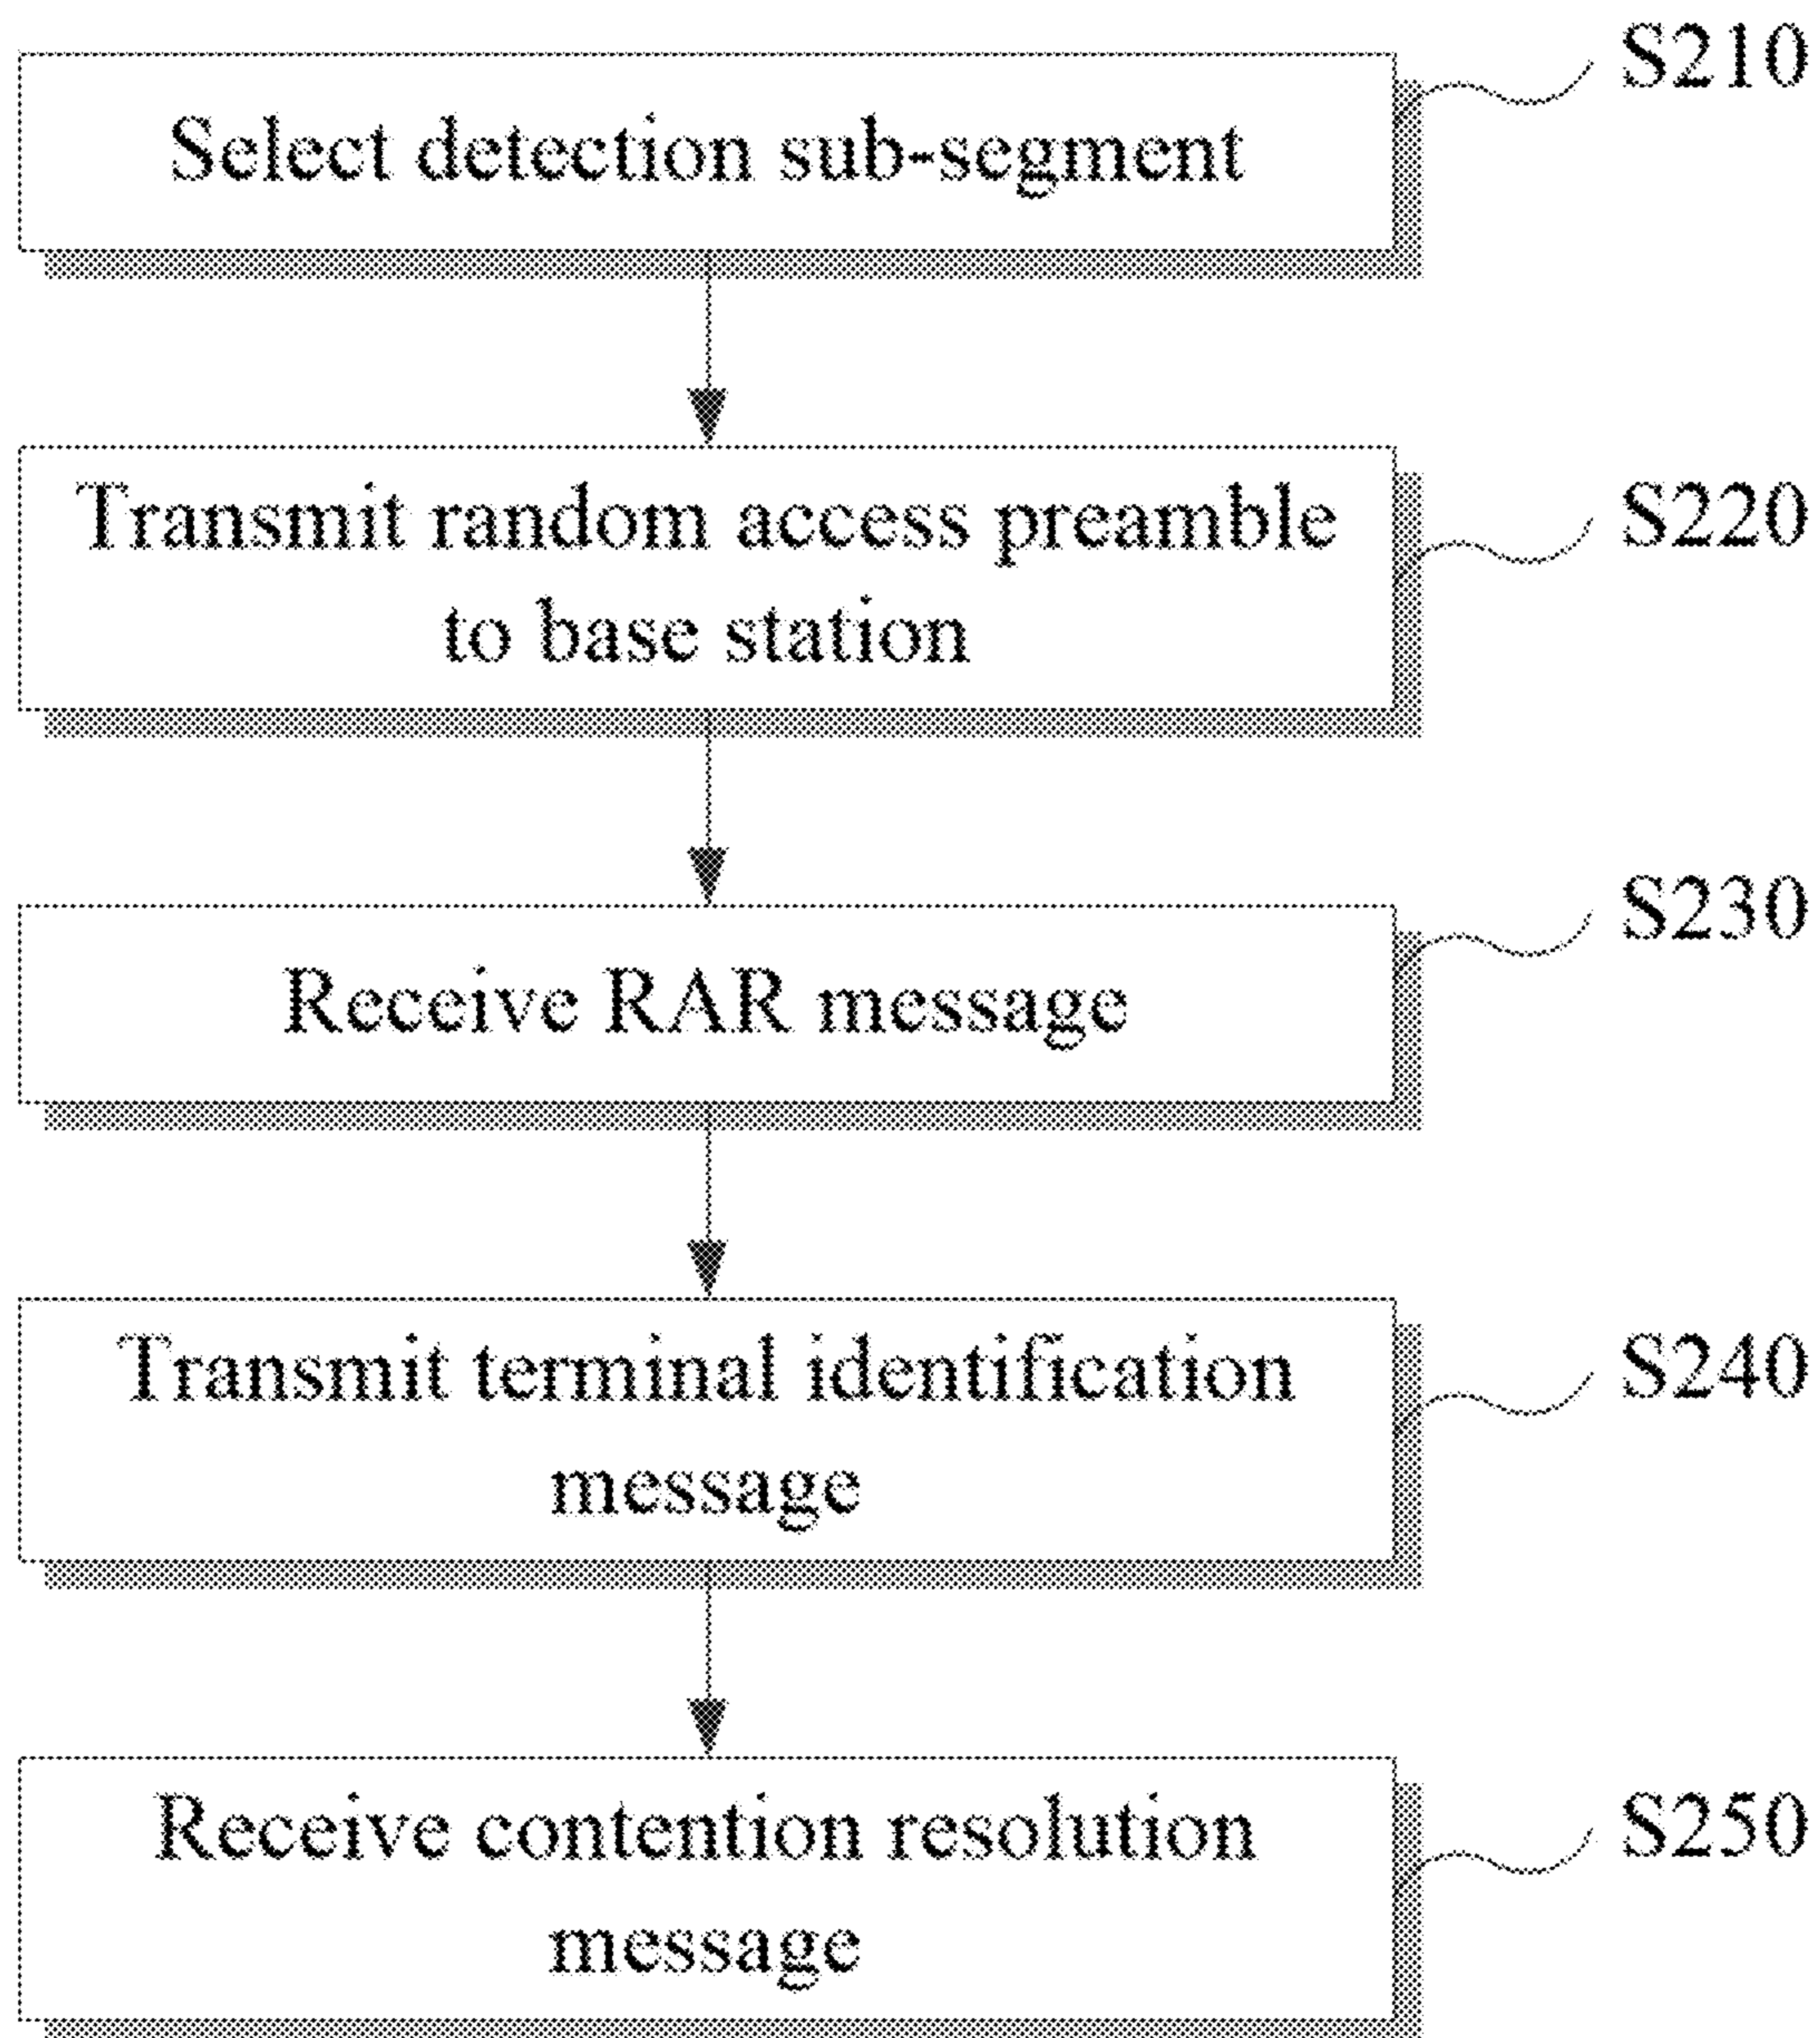 S210
Select detection sub-segment
S220
Transmit random access preamble
to base station
S230
Receive RAR message
S240
Transmit terminal identification
message
S250
Receive contention resolution
message